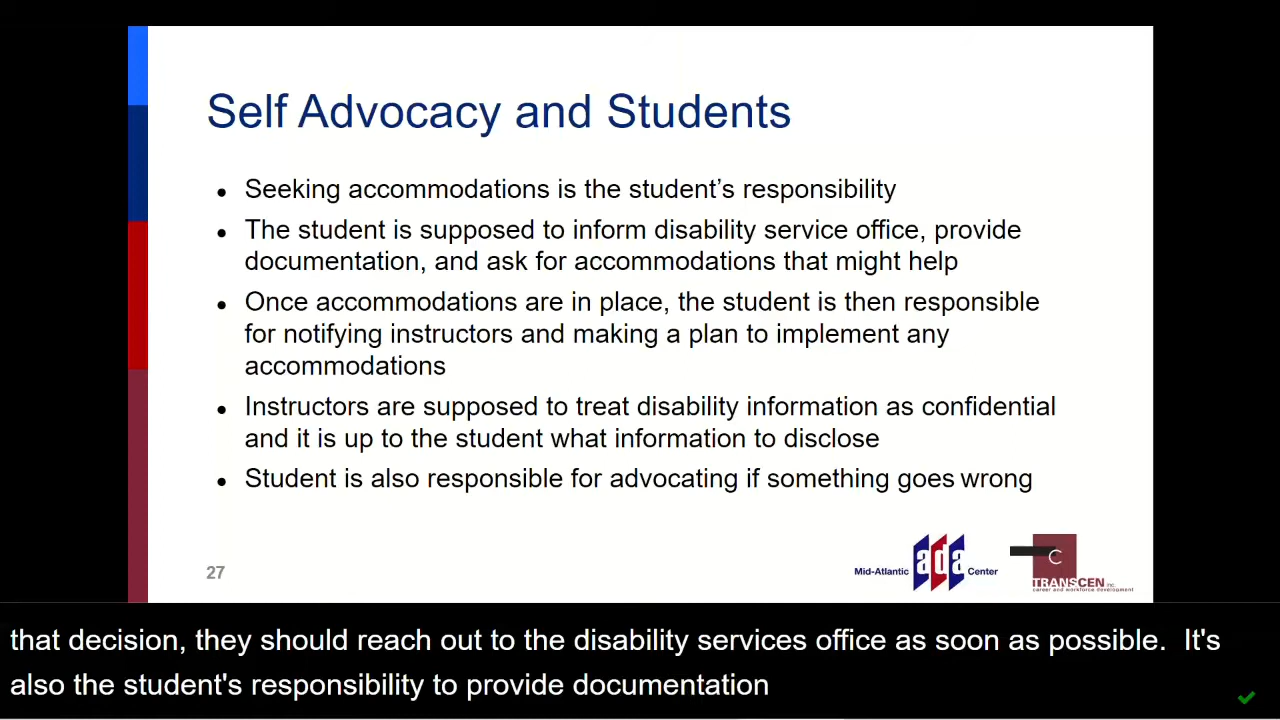 Self Advocacy and Students
• Seeking accommodations is the student’s responsibility
• The student is supposed to inform disability service office, provide
documentation, and ask for accommodations that might help
• Once accommodations are in place, the student is then responsible
for notifying instructors and making a plan to implement any
accommodations
• Instructors are supposed to treat disability information as confidential
and it is up to the student what information to disclose
• Student is also responsible for advocating if something goes wrong
27
Mid-Atlantic ada Center
C
TRANSCEN inc.
career and workforce development
that decision, they should reach out to the disability services office as soon as possible.  It's
also the student's responsibility to provide documentation